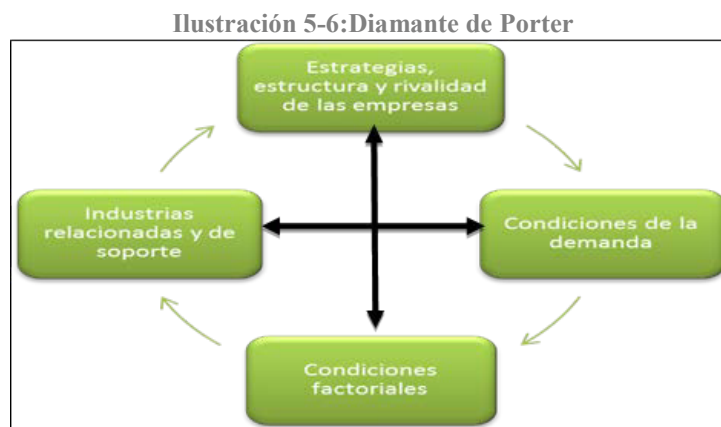 Ilustración 5-6:Diamante de Porter
Estrategias,
estructura y rivalidad
de las empresas
Industrias
relacionadas y de
soporte
Condiciones de la
demanda
Condiciones
factoriales